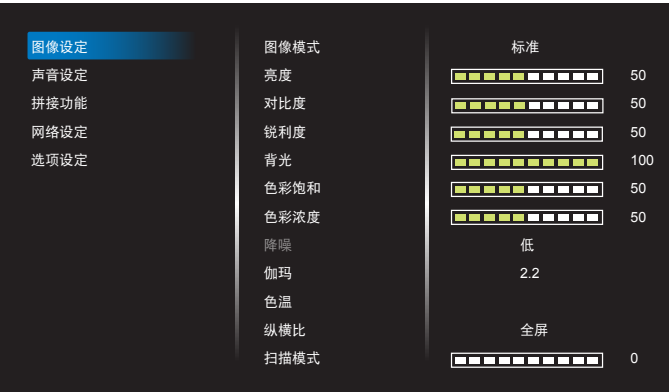 图像设定 图像模式 标准
声音设定 亮度 50
拼接功能 对比度 50
网络设定 锐利度 50
选项设定 背光 100
色彩饱和 50
色彩浓度 50
降噪 低
伽玛 2.2
色温
纵横比 全屏
扫描模式 0